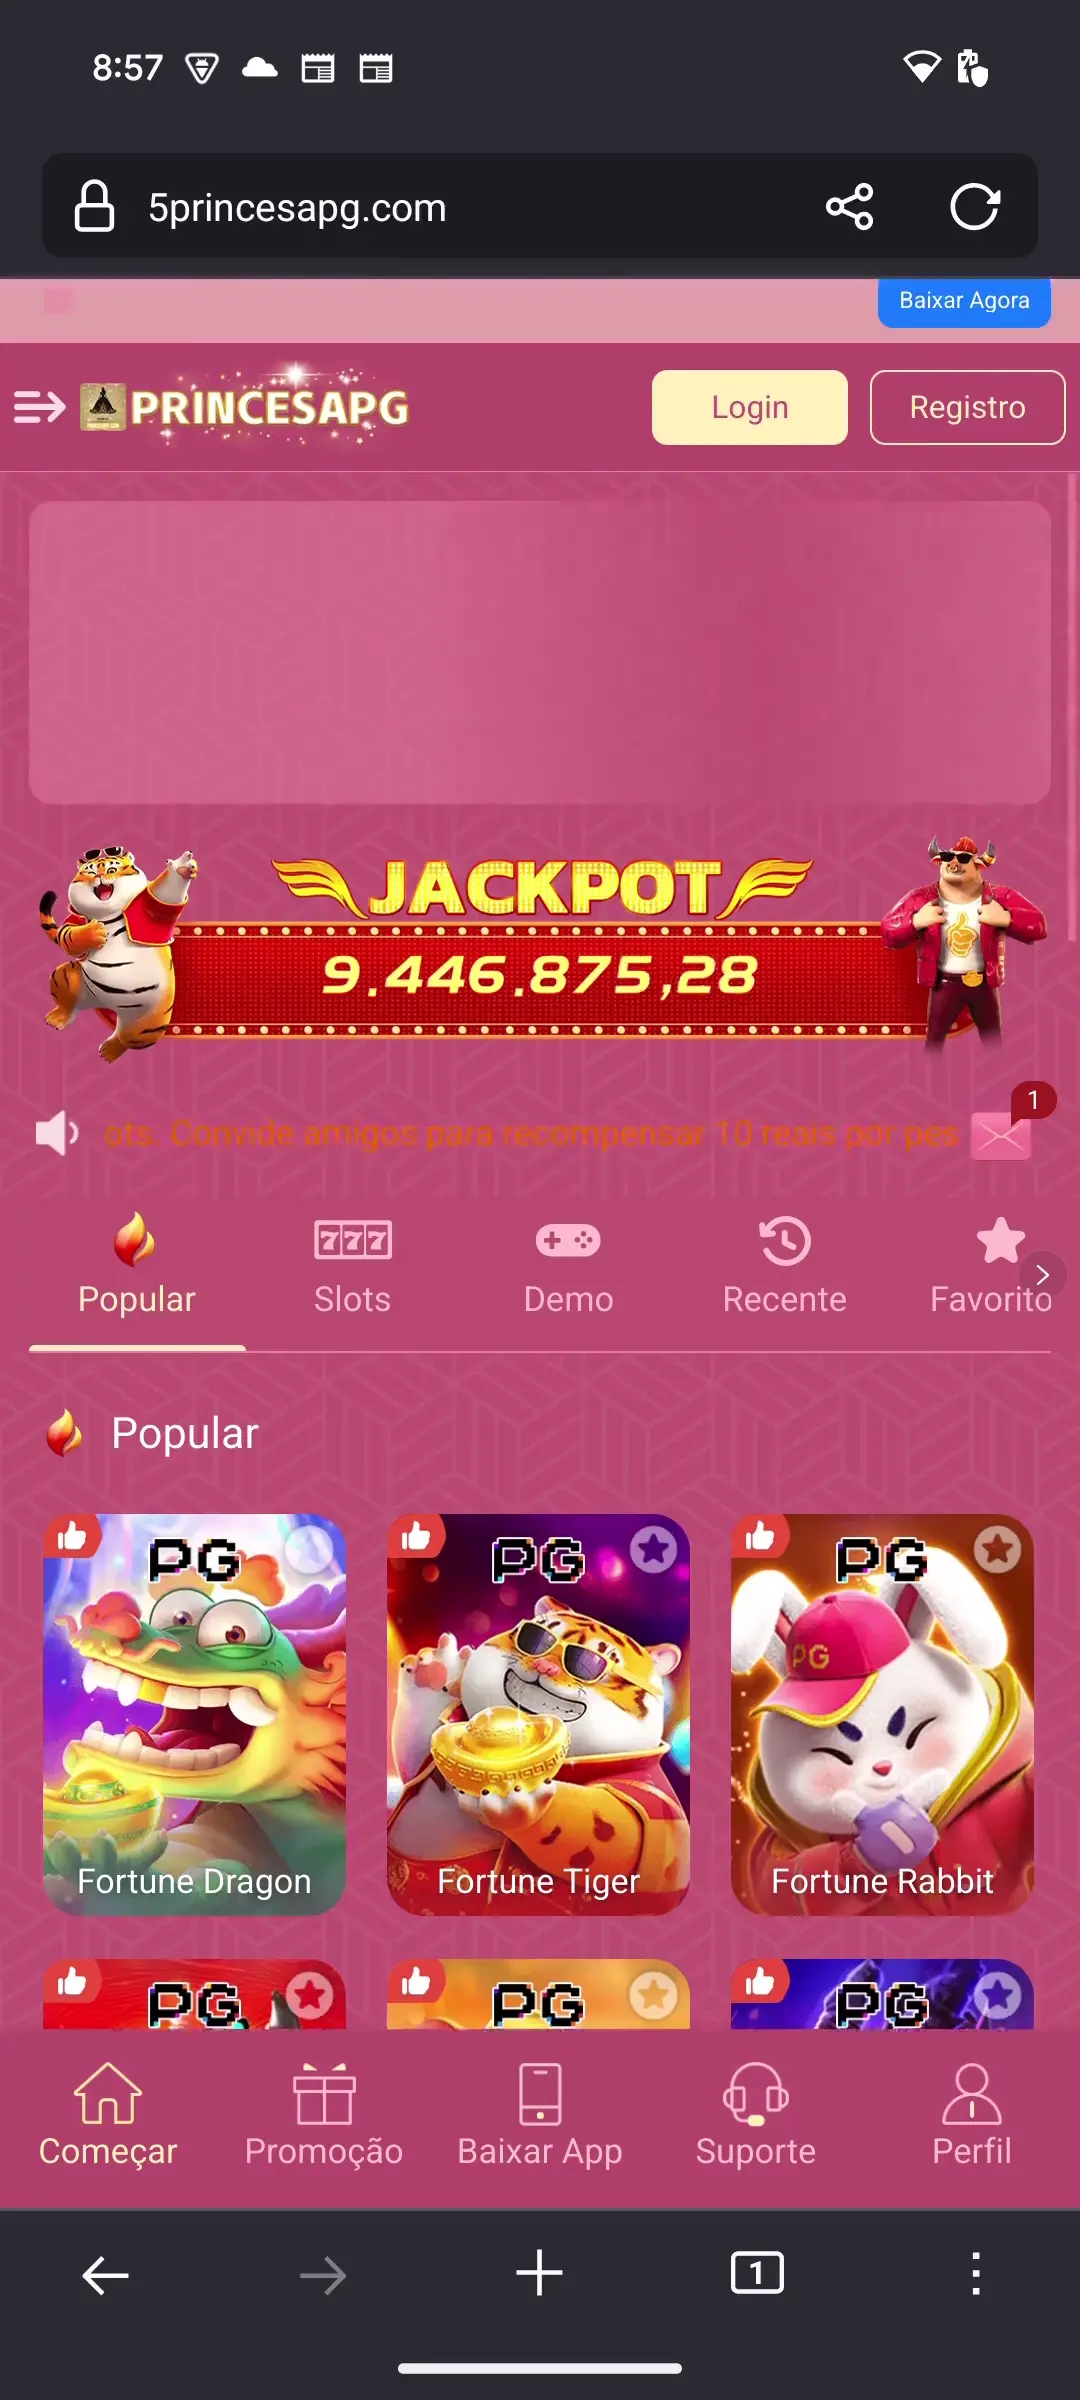 8:57
5princesapg.com
Baixar Agora
PRINCESAPG
Login
Registro
JACKPOT
9.446.875,28
ots. Convide amigos para recompensar 10 reais por pes
1
Popular
Slots
Demo
Recente
Favorito
Popular
PG
PG
PG
PG
Fortune Dragon
Fortune Tiger
Fortune Rabbit
PG
PG
PG
Começar
Promoção
Baixar App
Suporte
Perfil
1